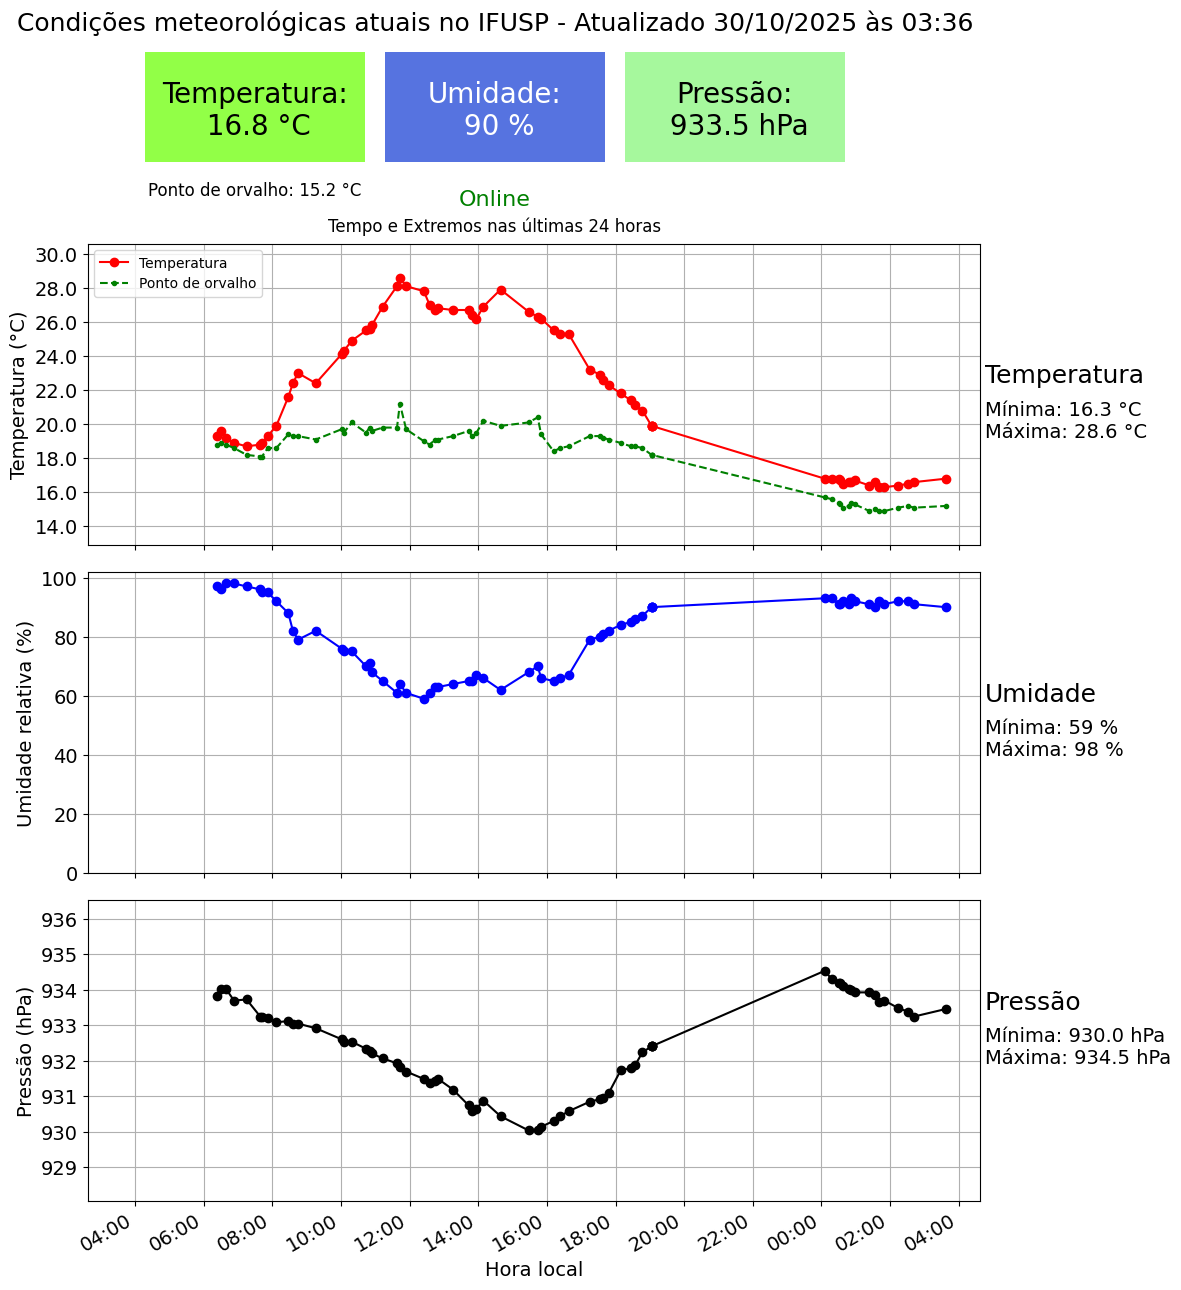 Condições meteorológicas atuais no IFUSP - Atualizado 30/10/2025 às 03:36
Temperatura:
16.8 °C
Umidade:
90 %
Pressão:
933.5 hPa
Ponto de orvalho: 15.2 °C
Online
Tempo e Extremos nas últimas 24 horas
Temperatura
Ponto de orvalho
Temperatura (°C)
30.0
28.0
26.0
24.0
22.0
20.0
18.0
16.0
14.0
Temperatura
Mínima: 16.3 °C
Máxima: 28.6 °C
Umidade relativa (%)
100
80
60
40
20
0
Umidade
Mínima: 59 %
Máxima: 98 %
Pressão (hPa)
936
935
934
933
932
931
930
929
Pressão
Mínima: 930.0 hPa
Máxima: 934.5 hPa
04:00 06:00 08:00 10:00 12:00 14:00 16:00 18:00 20:00 22:00 00:00 02:00 04:00
Hora local